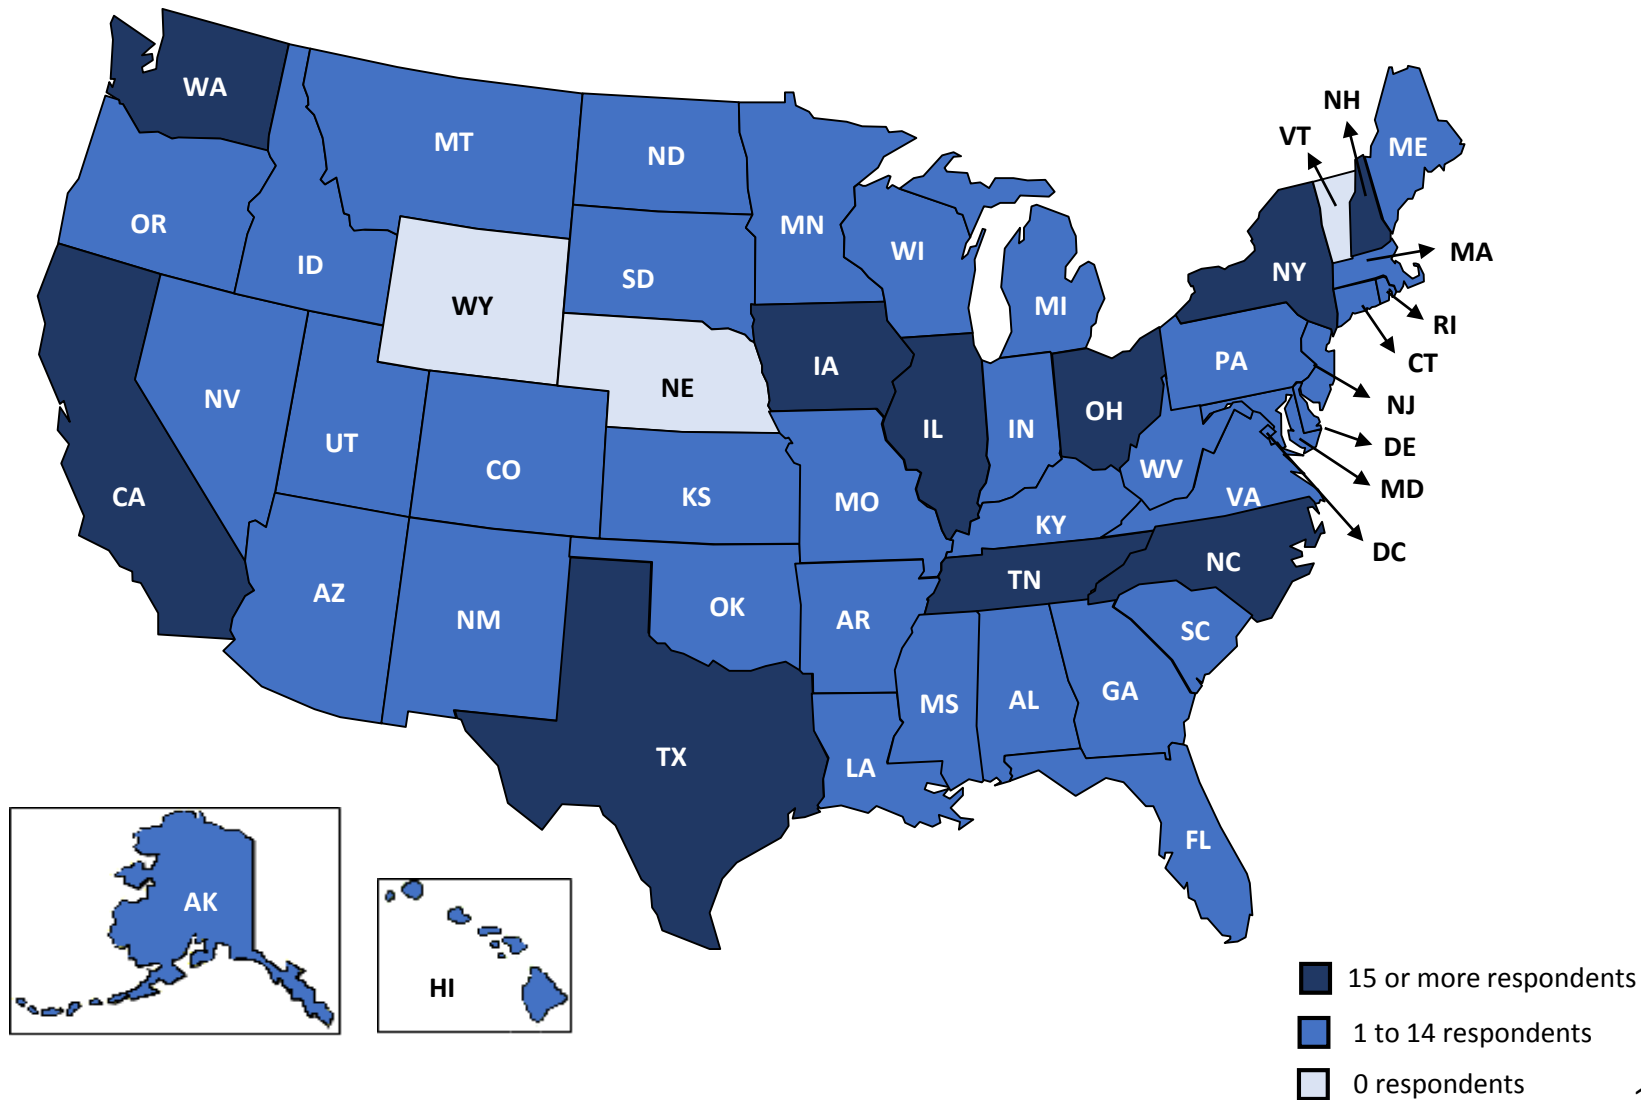 WA
MT
ND
OR
ID
MN
WI
MI
NH
VT
ME
NY
MA
RI
CT
WY
SD
NE
IA
PA
NJ
DE
MD
DC
NV
UT
CO
KS
MO
IL
IN
OH
WV
VA
KY
CA
AZ
NM
OK
AR
TN
NC
SC
TX
LA
MS
AL
GA
FL
AK
HI
15 or more respondents
1 to 14 respondents
0 respondents